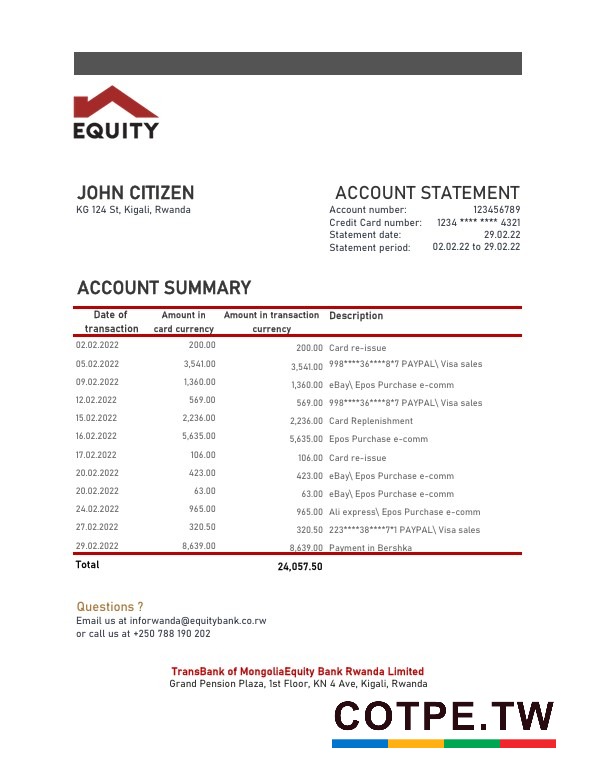 EQUITY
JOHN CITIZEN
KG 124 St, Kigali, Rwanda
ACCOUNT STATEMENT
Account number: 123456789
Credit Card number: 1234 **** **** 4321
Statement date: 29.02.22
Statement period: 02.02.22 to 29.02.22
ACCOUNT SUMMARY
Date of transaction Amount in card currency Amount in transaction currency Description
02.02.2022 200.00 200.00 Card re-issue
05.02.2022 3,541.00 3,541.00 998****36****8*7 PAYPAL\ Visa sales
09.02.2022 1,360.00 1,360.00 eBay\ Epos Purchase e-comm
12.02.2022 569.00 569.00 998****36****8*7 PAYPAL\ Visa sales
15.02.2022 2,236.00 2,236.00 Card Replenishment
16.02.2022 5,635.00 5,635.00 Epos Purchase e-comm
17.02.2022 106.00 106.00 Card re-issue
20.02.2022 423.00 423.00 eBay\ Epos Purchase e-comm
20.02.2022 63.00 63.00 eBay\ Epos Purchase e-comm
24.02.2022 965.00 965.00 Ali express\ Epos Purchase e-comm
27.02.2022 320.50 320.50 223****38****7*1 PAYPAL\ Visa sales
29.02.2022 8,639.00 8,639.00 Payment in Bershka
Total 24,057.50
Questions ?
Email us at inforwanda@equitybank.co.rw
or call us at +250 788 190 202
TransBank of MongoliaEquity Bank Rwanda Limited
Grand Pension Plaza, 1st Floor, KN 4 Ave, Kigali, Rwanda
COTPE.TW